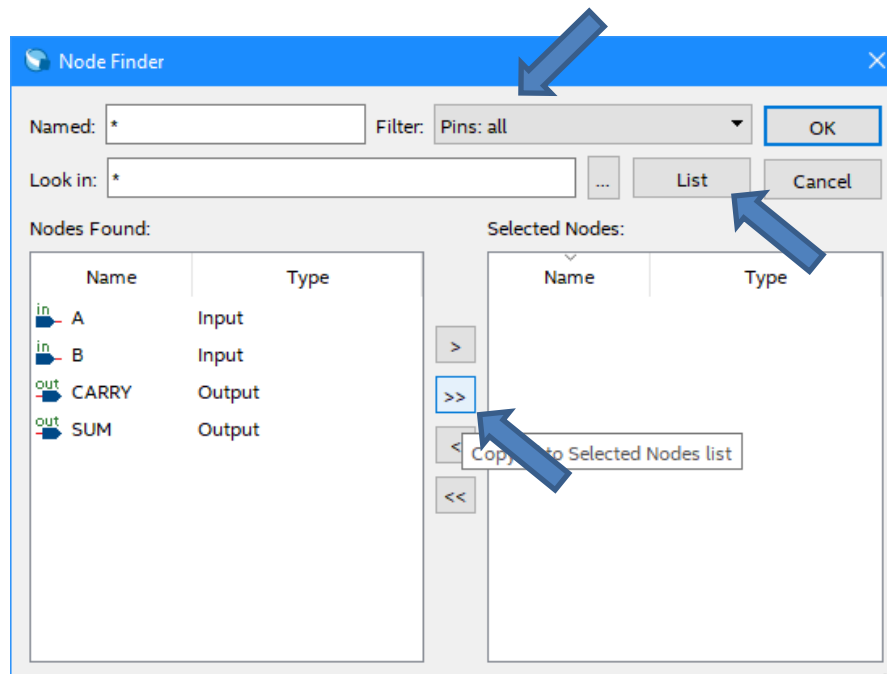 Node Finder
Named: * Filter: Pins: all OK
Look in: * ... List Cancel
Nodes Found: Selected Nodes:
Name Type Name Type
in A Input
in B Input
>
out CARRY Output
>>
out SUM Output
<
to Selected Nodes list
<<